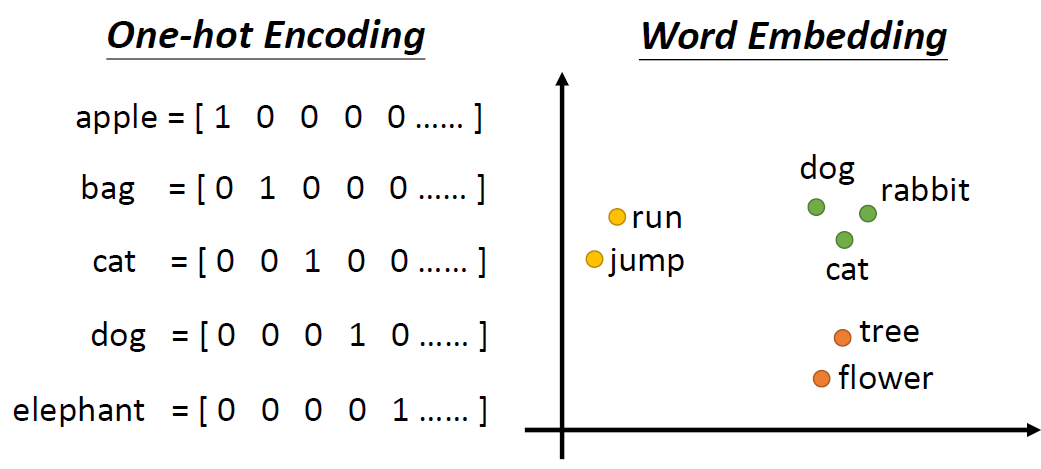 One-hot Encoding
apple = [ 1 0 0 0 0 …… ]
bag = [ 0 1 0 0 0 …… ]
cat = [ 0 0 1 0 0 …… ]
dog = [ 0 0 0 1 0 …… ]
elephant = [ 0 0 0 0 1 …… ]
Word Embedding
dog
rabbit
cat
run
jump
tree
flower